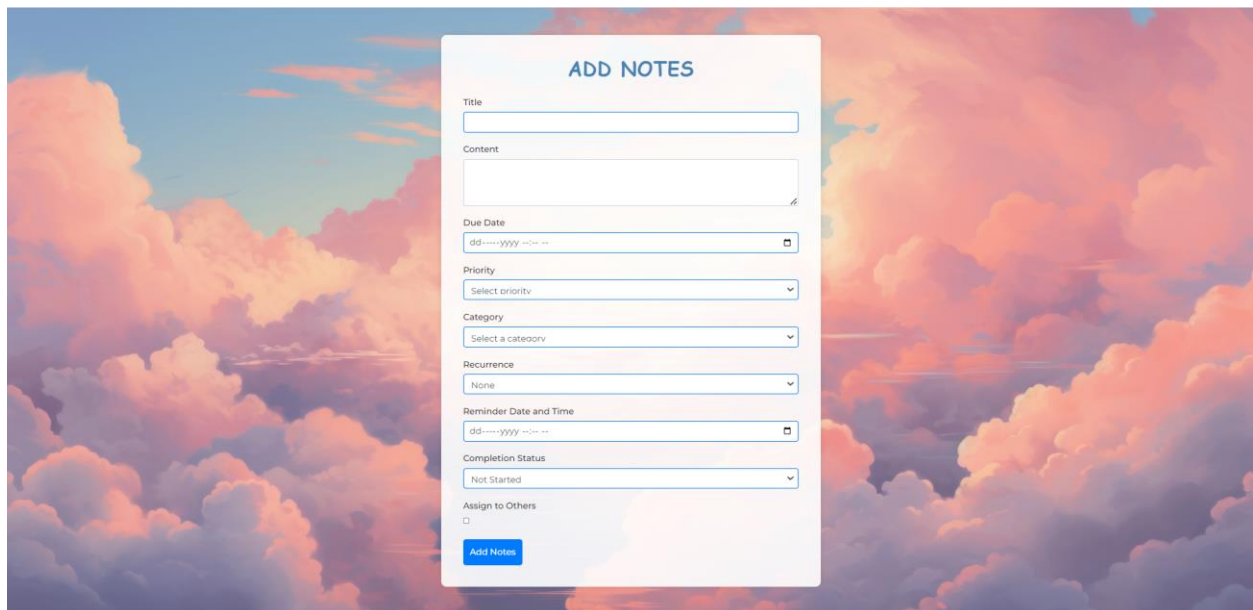 ADD NOTES
Title
Content
Due Date
dd-----yyyy --:-- --
Priority
Select priority
Category
Select a category
Recurrence
None
Reminder Date and Time
dd-----yyyy --:-- --
Completion Status
Not Started
Assign to Others
Add Notes